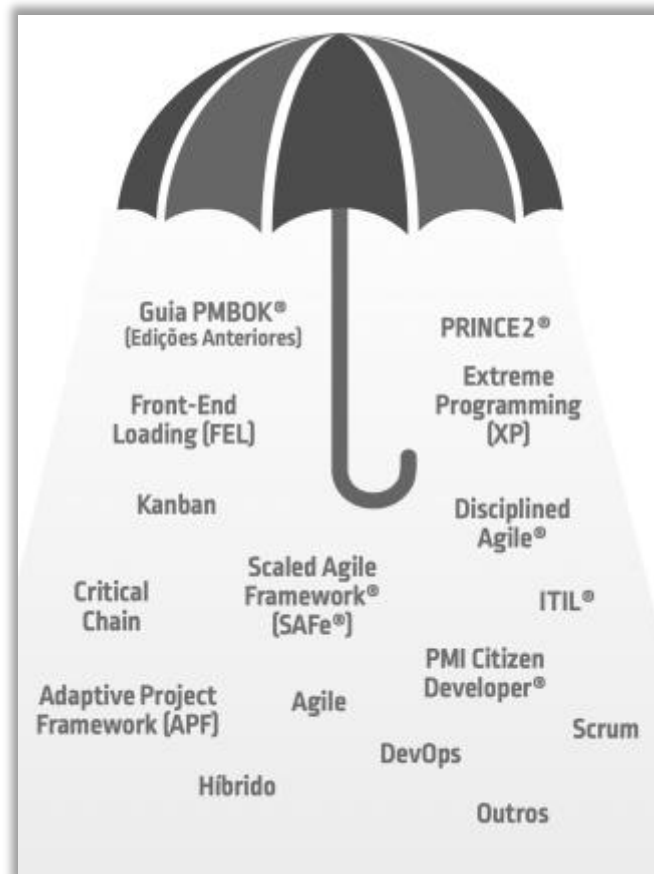 Guia PMBOK®
(Edições Anteriores)
PRINCE2®
Extreme
Programming
(XP)
Front-End
Loading (FEL)
Kanban
Disciplined
Agile®
Scaled Agile
Framework®
(SAFe®)
Critical
Chain
ITIL®
PMI Citizen
Developer®
Adaptive Project
Framework (APF)
Agile
Scrum
DevOps
Híbrido
Outros